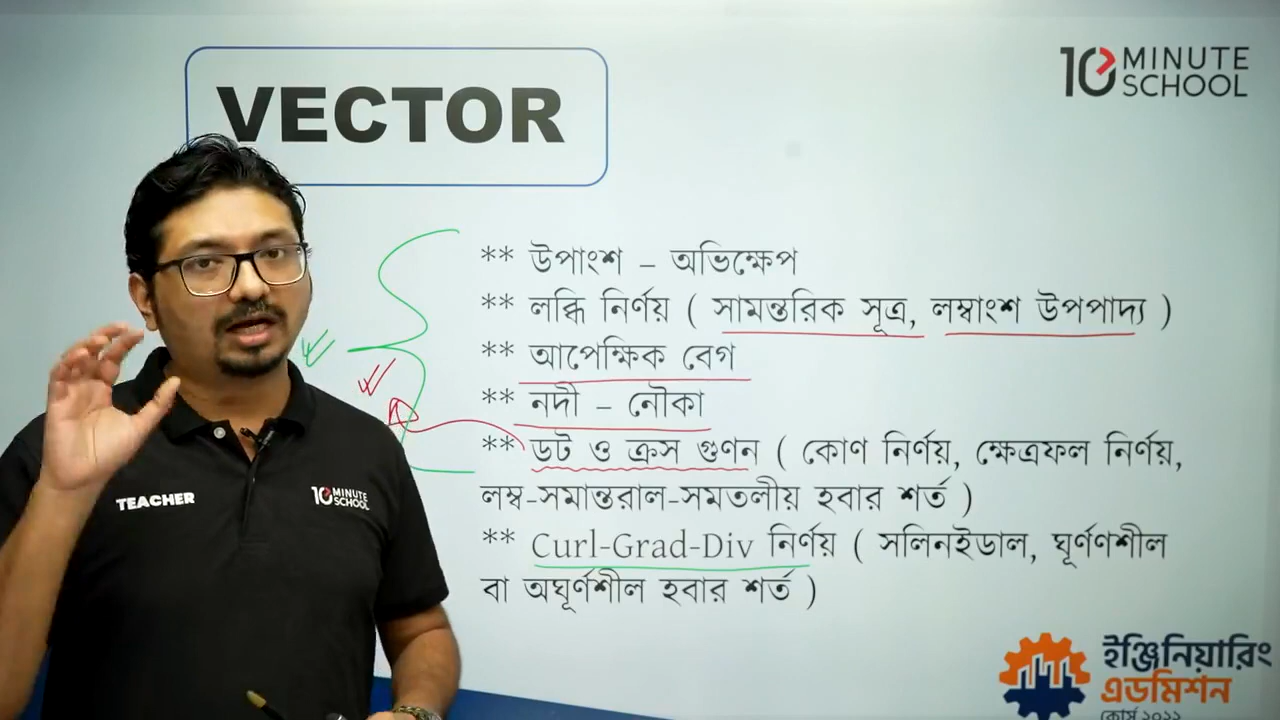 VECTOR
10 MINUTE
SCHOOL
** উপাংশ – অভিক্ষেপ
** লব্ধি নির্ণয় ( সামন্তরিক সূত্র, লম্বাংশ উপপাদ্য )
** আপেক্ষিক বেগ
** নদী – নৌকা
** ডট ও ক্রস গুণন ( কোণ নির্ণয়, ক্ষেত্রফল নির্ণয়,
লম্ব-সমান্তরাল-সমতলীয় হবার শর্ত )
** Curl-Grad-Div নির্ণয় ( সলিনইডাল, ঘূর্ণণশীল
বা অঘূর্ণশীল হবার শর্ত )
TEACHER
10 MINUTE
SCHOOL
ইঞ্জিনিয়ারিং
এডমিশন
কোর্স ২০২২